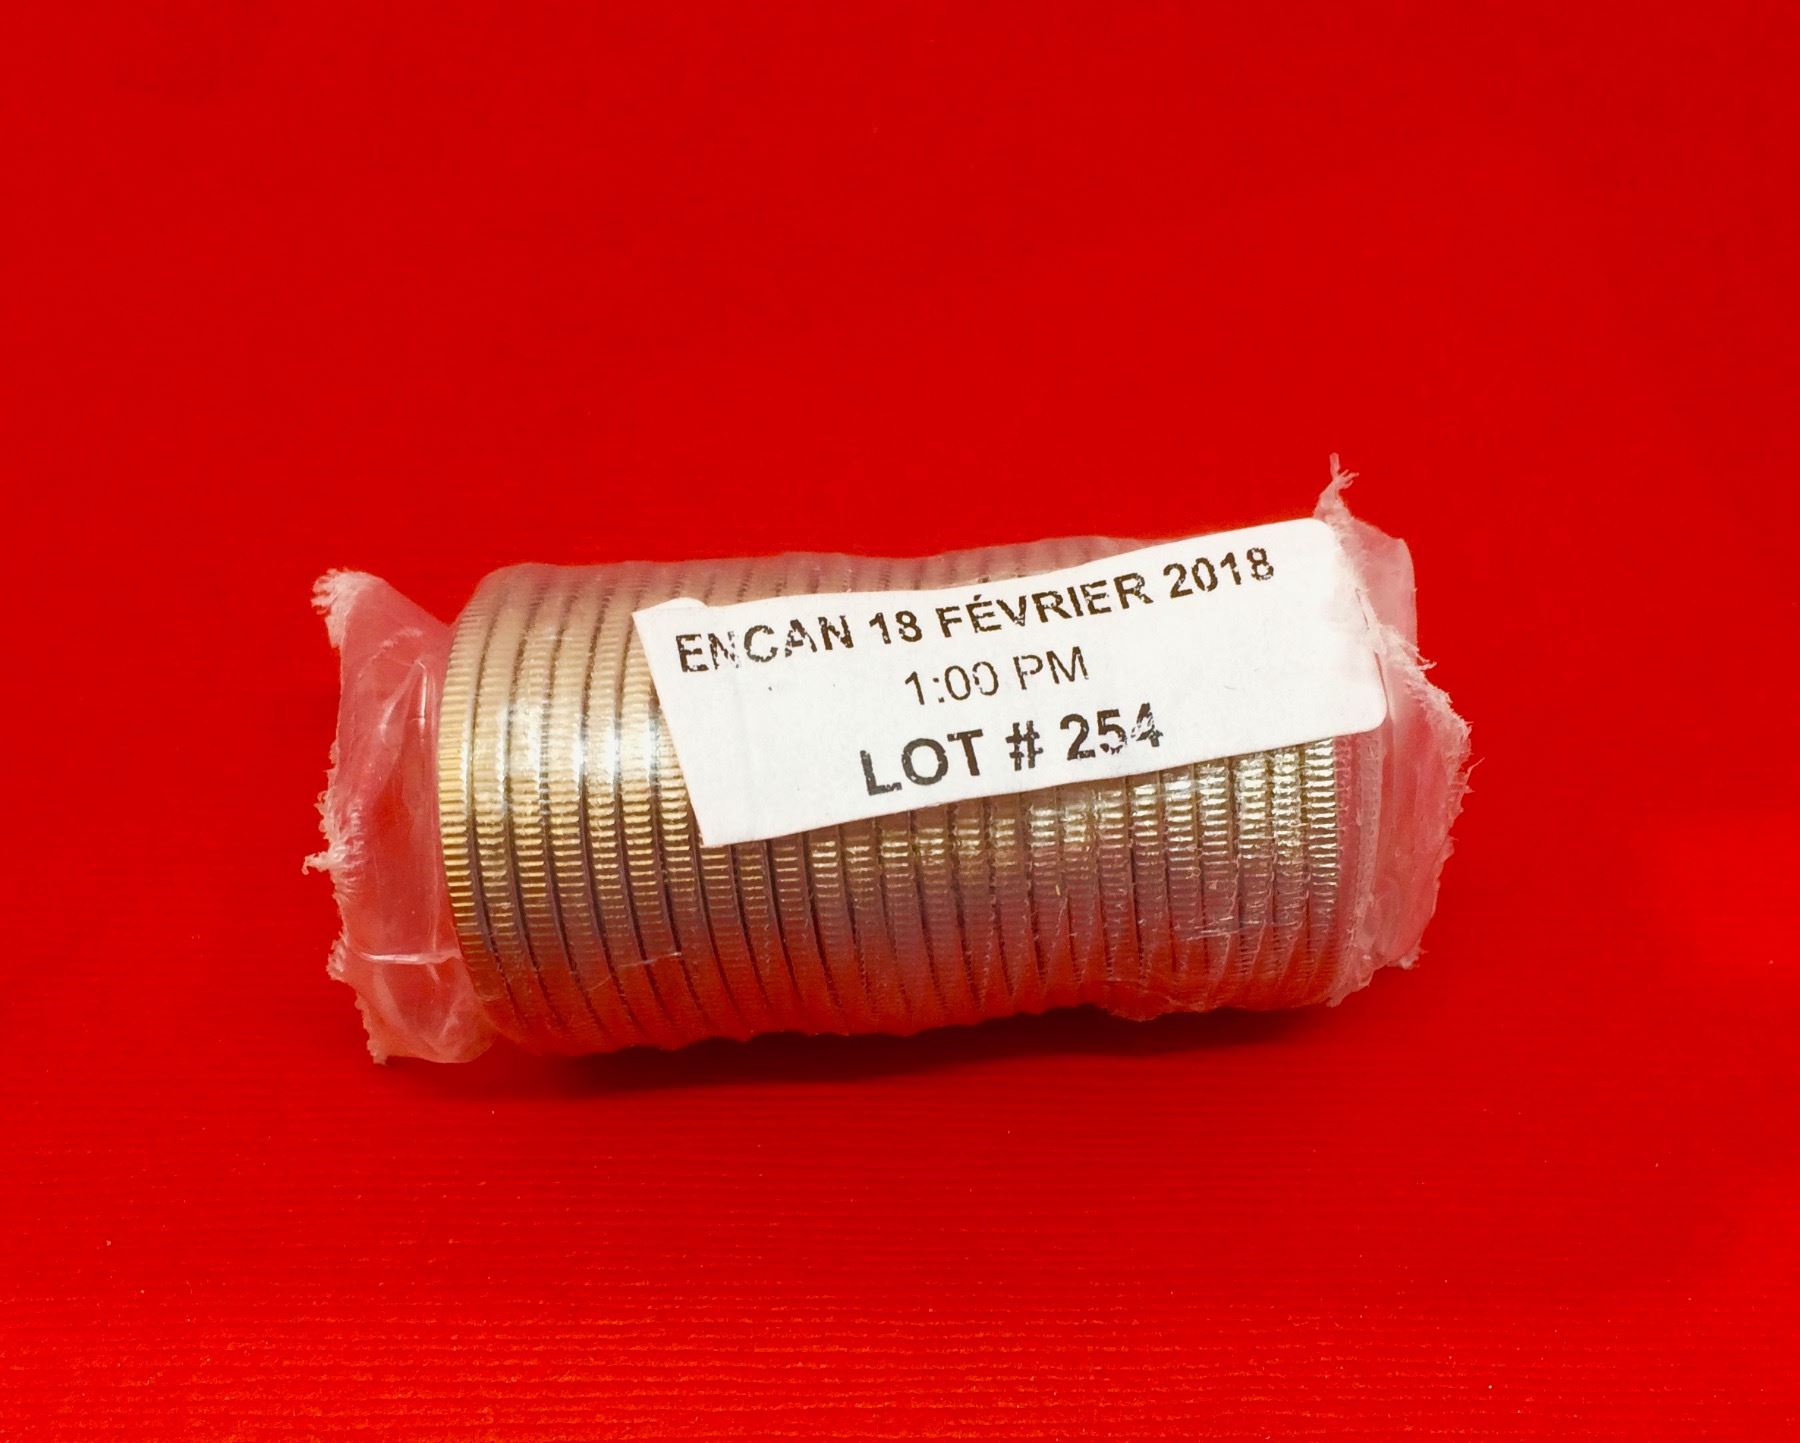 ENCAN 18 FÉVRIER 2018
1:00 PM
LOT # 254